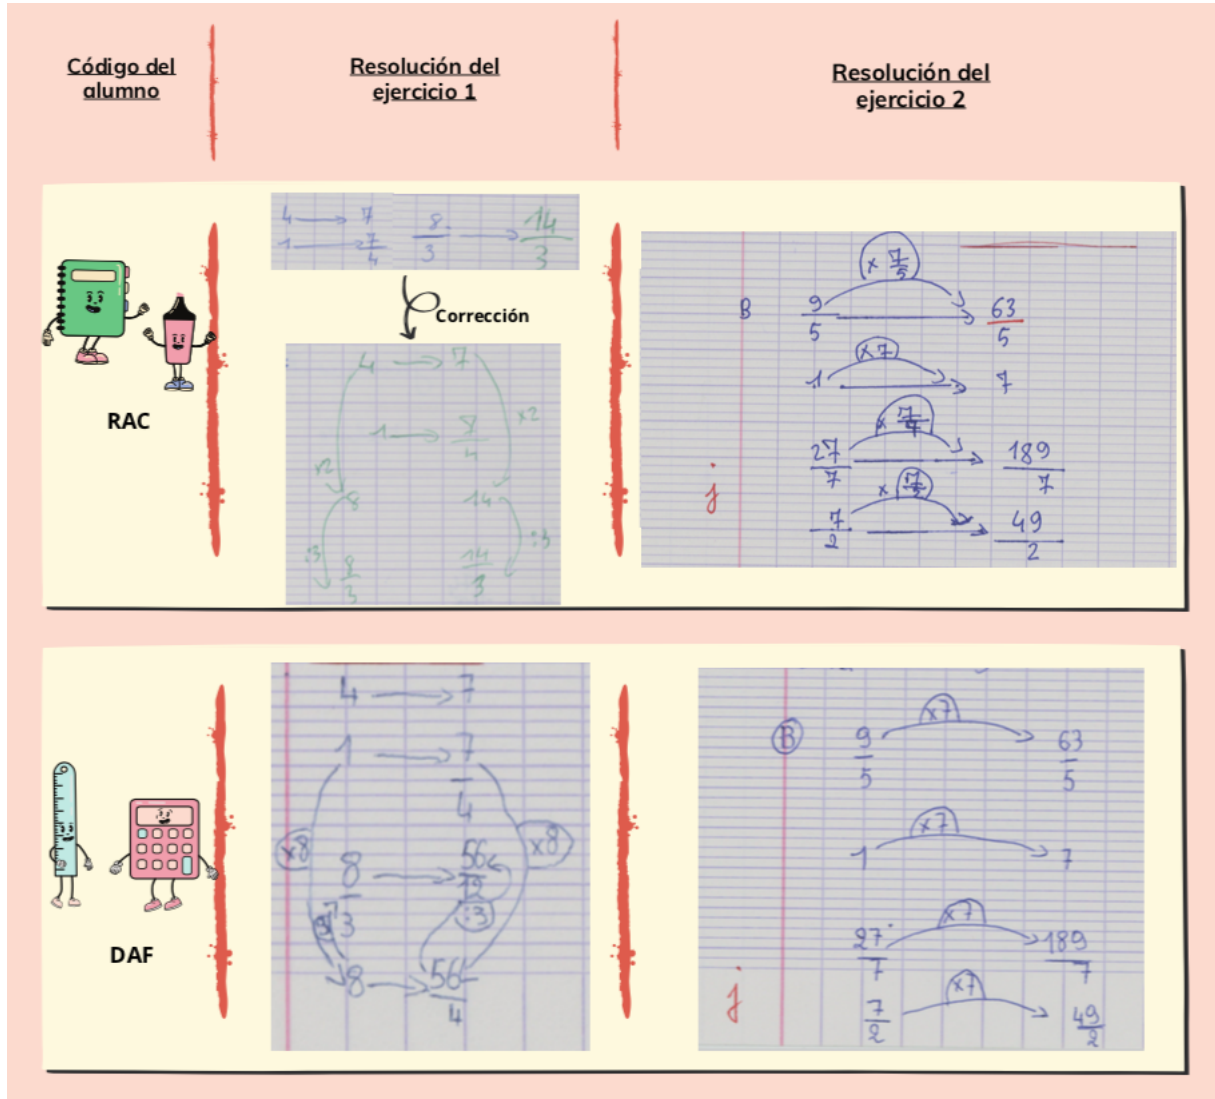 Código del
alumno
Resolución del
ejercicio 1
Resolución del
ejercicio 2
4 → 7
1 → 7/4
8/3 → 14/3
Corrección
4 → 7
x2
1 → 8/4
x2
8 14
:3 :3
8/3 14/3
RAC
x 7/5
B 9/5 → 63/5
x7
1 → 7
27/7 → 189/7
j
7/2 → 49/2
4 → 7
1 → 7/4
x8 x8
8/3 → 56/12
:3
8 → 56/4
DAF
x7
B 9/5 → 63/5
x7
1 → 7
x7
27/7 → 189/7
j
x7
7/2 → 49/2